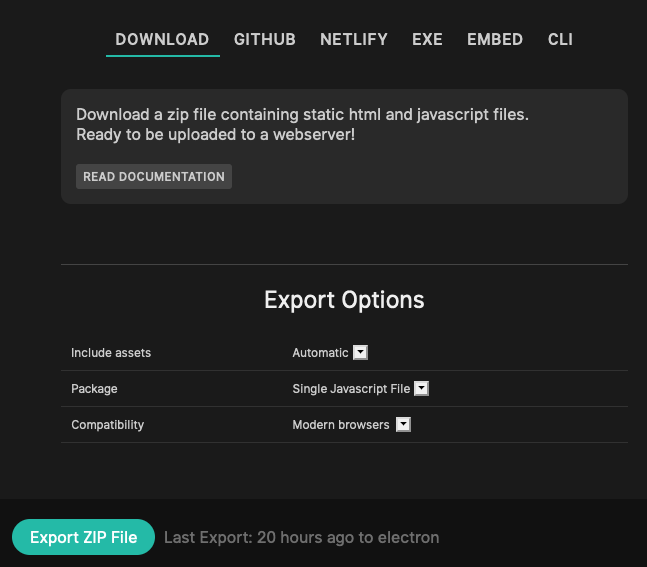 DOWNLOAD GITHUB NETLIFY EXE EMBED CLI
Download a zip file containing static html and javascript files.
Ready to be uploaded to a webserver!
READ DOCUMENTATION
Export Options
Include assets Automatic
Package Single Javascript File
Compatibility Modern browsers
Export ZIP File Last Export: 20 hours ago to electron